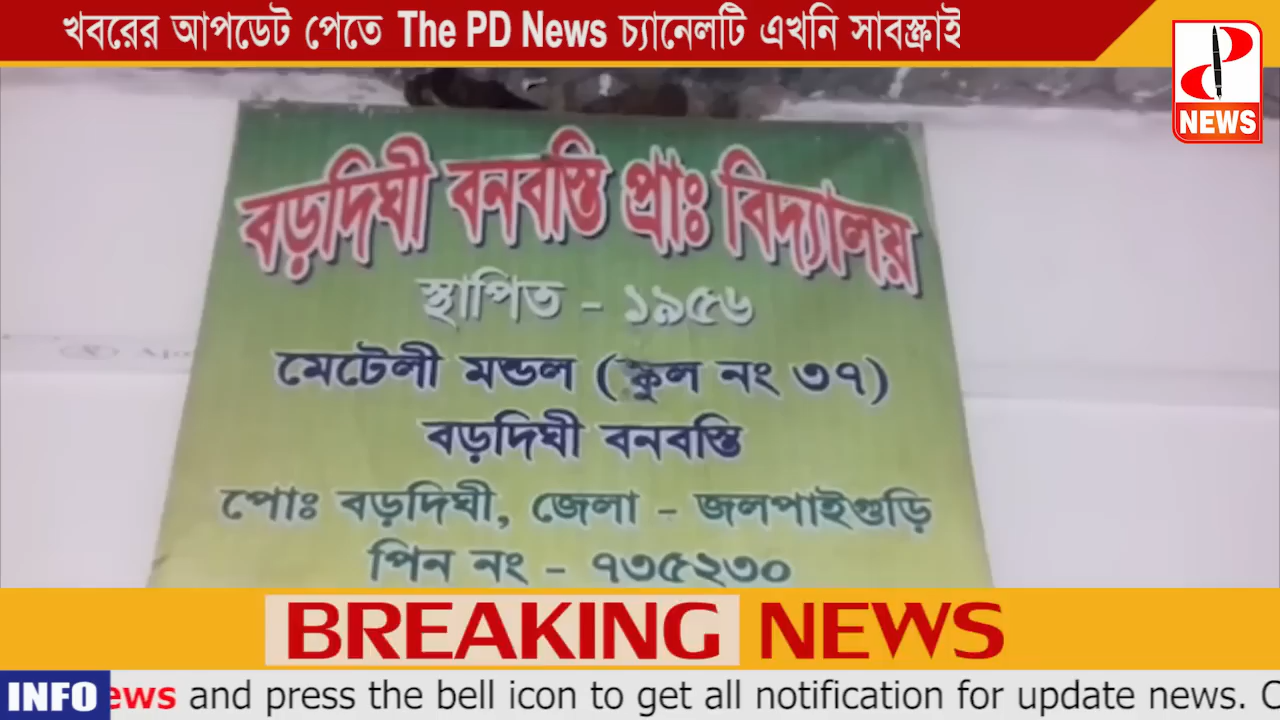 খবরের আপডেট পেতে The PD News চ্যানেলটি এখনি সাবস্ক্রাই
NEWS
বড়দিঘী বনবস্তি প্রাঃ বিদ্যালয়
স্থাপিত - ১৯৫৬
মেটেলী মন্ডল (স্কুল নং ৩৭)
বড়দিঘী বনবস্তি
পোঃ বড়দিঘী, জেলা - জলপাইগুড়ি
পিন নং - ৭৩৫২৩০
BREAKING NEWS
INFO ews and press the bell icon to get all notification for update news.